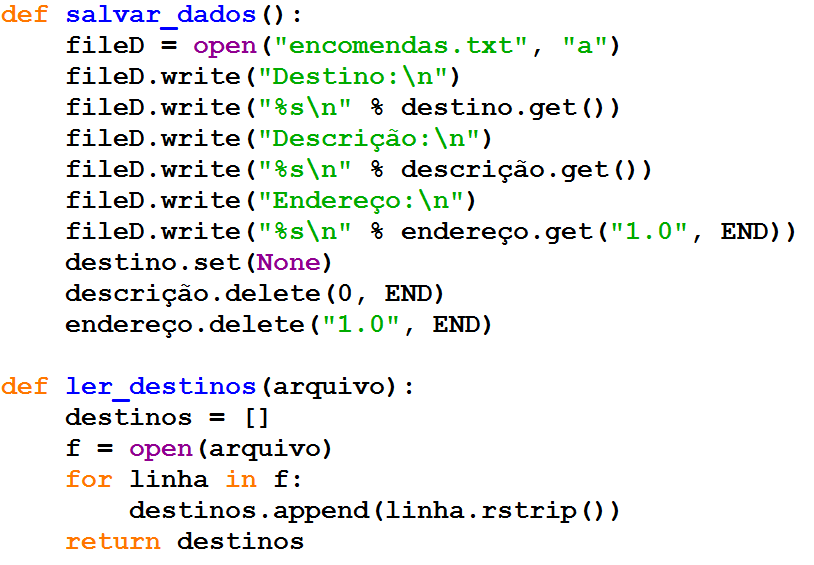 def salvar_dados():
    fileD = open("encomendas.txt", "a")
    fileD.write("Destino:\n")
    fileD.write("%s\n" % destino.get())
    fileD.write("Descrição:\n")
    fileD.write("%s\n" % descrição.get())
    fileD.write("Endereço:\n")
    fileD.write("%s\n" % endereço.get("1.0", END))
    destino.set(None)
    descrição.delete(0, END)
    endereço.delete("1.0", END)

def ler_destinos(arquivo):
    destinos = []
    f = open(arquivo)
    for linha in f:
        destinos.append(linha.rstrip())
    return destinos